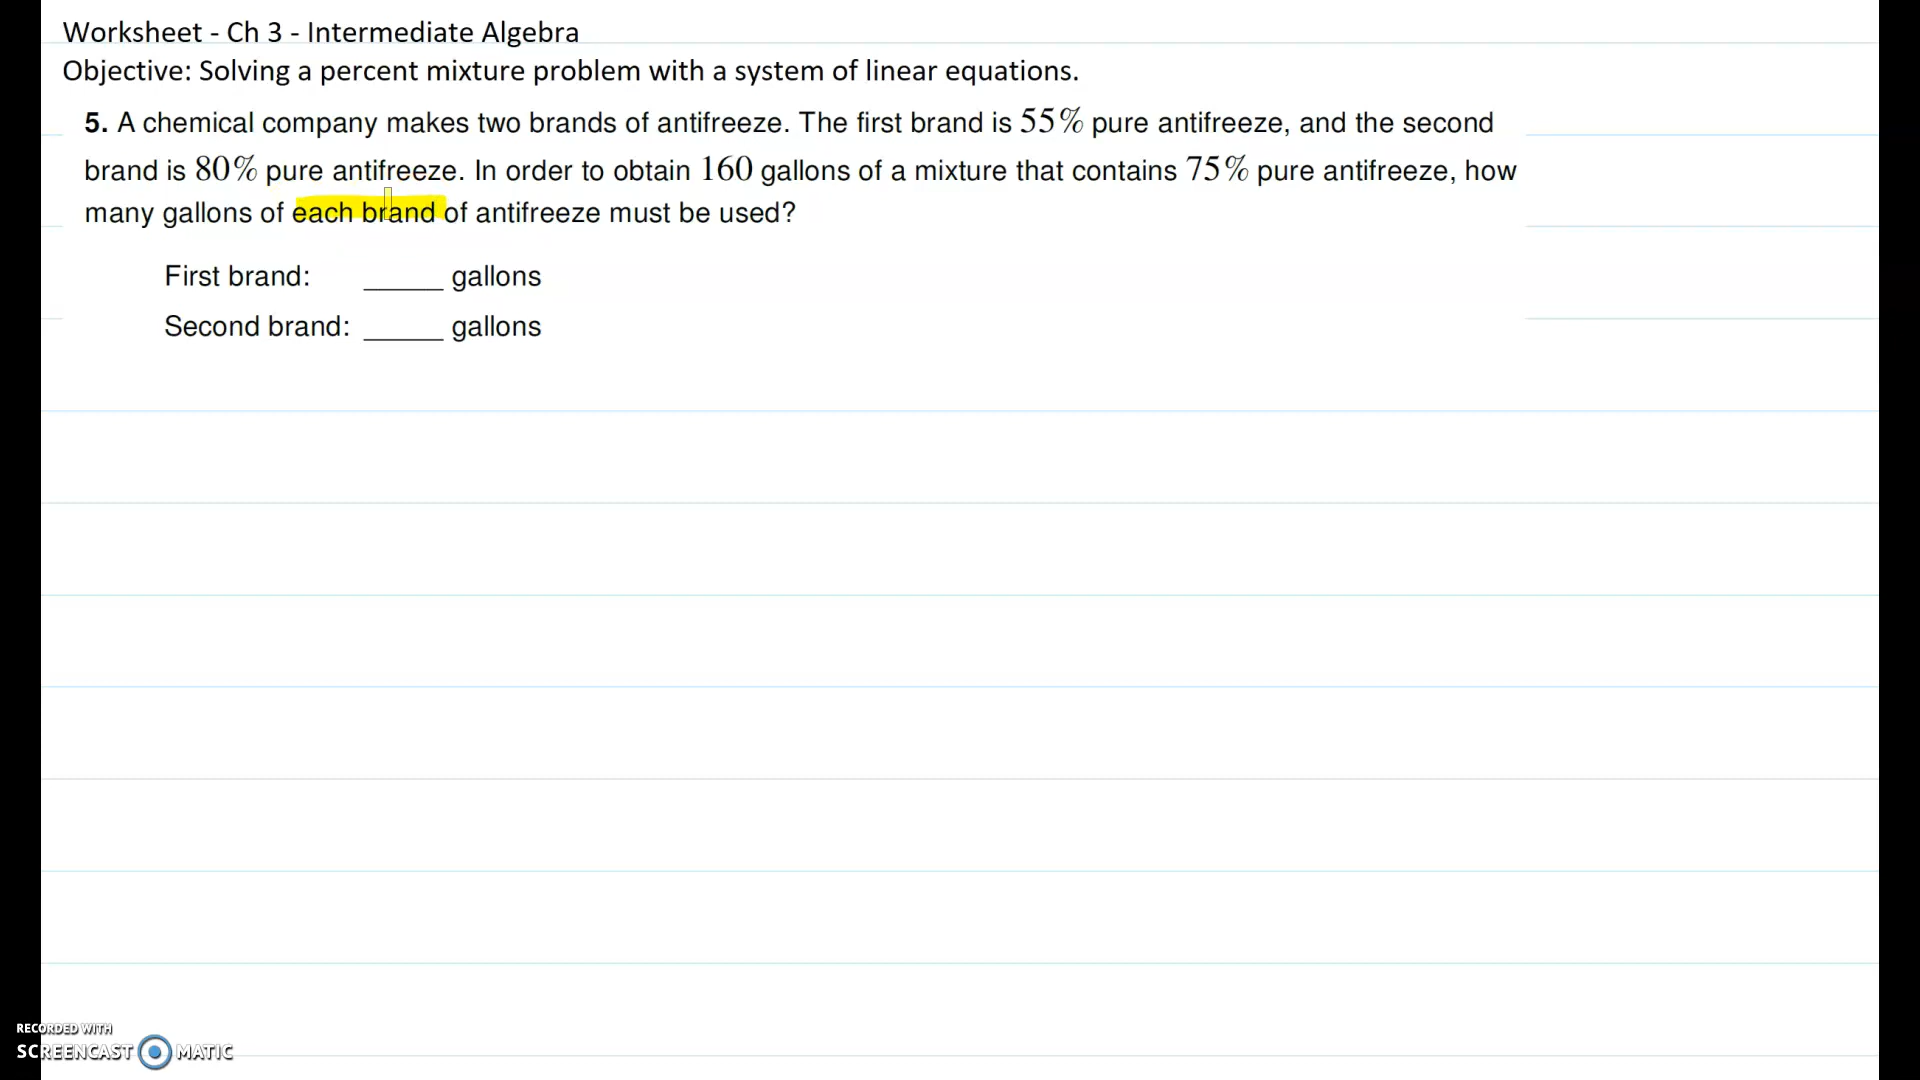 Worksheet - Ch 3 - Intermediate Algebra
Objective: Solving a percent mixture problem with a system of linear equations.
5. A chemical company makes two brands of antifreeze. The first brand is 55% pure antifreeze, and the second
brand is 80% pure antifreeze. In order to obtain 160 gallons of a mixture that contains 75% pure antifreeze, how
many gallons of each brand of antifreeze must be used?
First brand: _____ gallons
Second brand: _____ gallons
RECORDED WITH
SCREENCAST MATIC